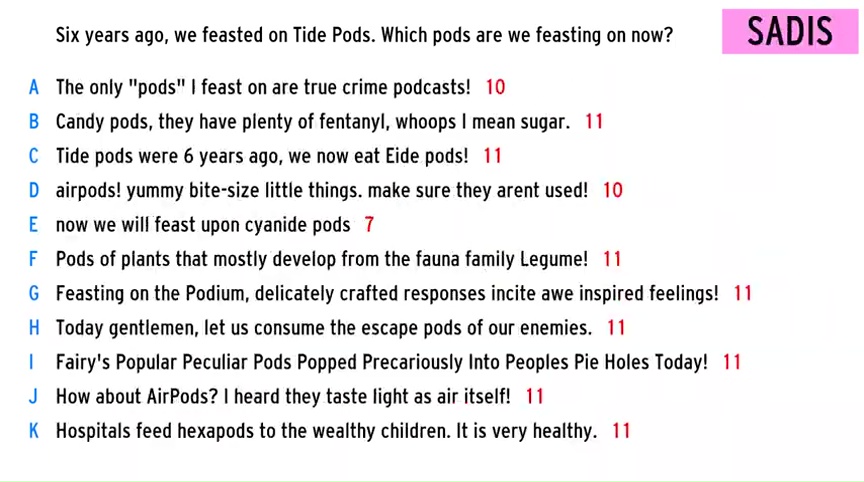 Six years ago, we feasted on Tide Pods. Which pods are we feasting on now?
SADIS
A The only "pods" I feast on are true crime podcasts! 10
B Candy pods, they have plenty of fentanyl, whoops I mean sugar. 11
C Tide pods were 6 years ago, we now eat Eide pods! 11
D airpods! yummy bite-size little things. make sure they arent used! 10
E now we will feast upon cyanide pods 7
F Pods of plants that mostly develop from the fauna family Legume! 11
G Feasting on the Podium, delicately crafted responses incite awe inspired feelings! 11
H Today gentlemen, let us consume the escape pods of our enemies. 11
I Fairy's Popular Peculiar Pods Popped Precariously Into Peoples Pie Holes Today! 11
J How about AirPods? I heard they taste light as air itself! 11
K Hospitals feed hexapods to the wealthy children. It is very healthy. 11